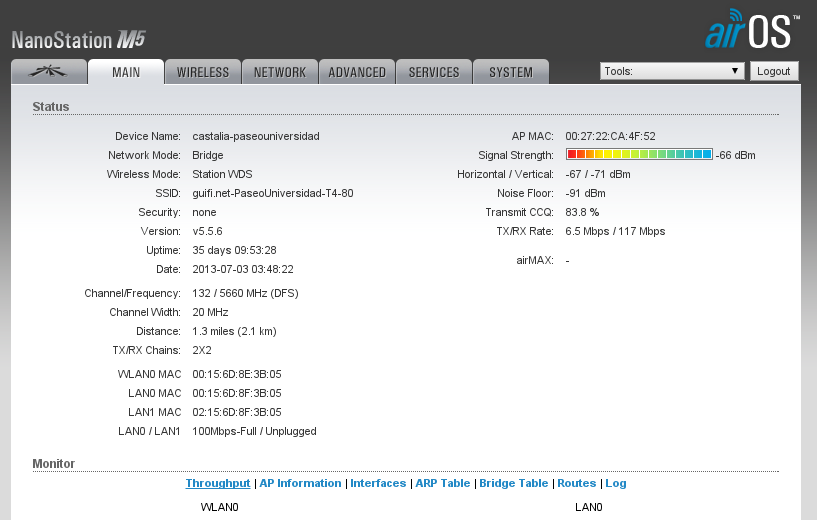 NanoStation M5
airOS™
MAIN WIRELESS NETWORK ADVANCED SERVICES SYSTEM Tools: Logout
Status
Device Name: castalia-paseouniversidad
Network Mode: Bridge
Wireless Mode: Station WDS
SSID: guifi.net-PaseoUniversidad-T4-80
Security: none
Version: v5.5.6
Uptime: 35 days 09:53:28
Date: 2013-07-03 03:48:22
Channel/Frequency: 132 / 5660 MHz (DFS)
Channel Width: 20 MHz
Distance: 1.3 miles (2.1 km)
TX/RX Chains: 2X2
WLAN0 MAC 00:15:6D:8E:3B:05
LAN0 MAC 00:15:6D:8F:3B:05
LAN1 MAC 02:15:6D:8F:3B:05
LAN0 / LAN1 100Mbps-Full / Unplugged
AP MAC: 00:27:22:CA:4F:52
Signal Strength: -66 dBm
Horizontal / Vertical: -67 / -71 dBm
Noise Floor: -91 dBm
Transmit CCQ: 83.8 %
TX/RX Rate: 6.5 Mbps / 117 Mbps
airMAX: -
Monitor
Throughput | AP Information | Interfaces | ARP Table | Bridge Table | Routes | Log
WLAN0 LAN0